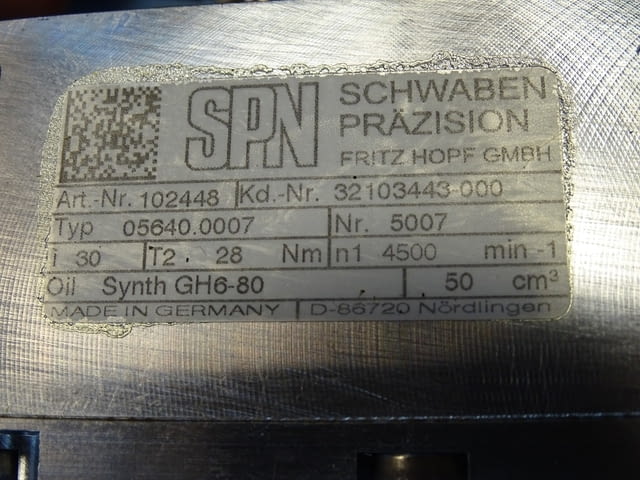 SPN SCHWABEN
PRÄZISION
FRITZ HOPF GMBH
Art.-Nr. 102448 Kd.-Nr. 32103443-000
Typ 05640.0007 Nr. 5007
i 30 T2. 28 Nm n1 4500 min -1
Oil Synth GH6-80 50 cm³
MADE IN GERMANY D-86720 Nördlingen